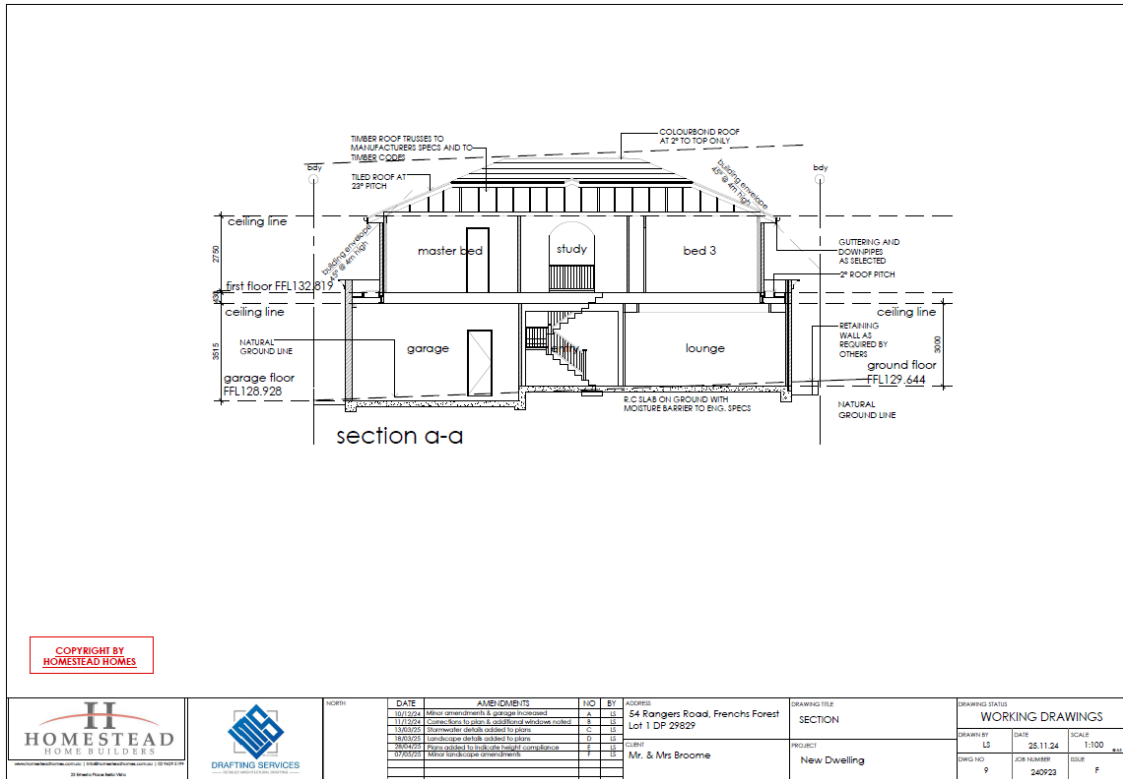 TIMBER ROOF TRUSSES TO
MANUFACTURERS SPECS AND TO
TIMBER CODES
COLOURBOND ROOF
AT 2° TO TOP ONLY
bdy
bdy
TILED ROOF AT
23° PITCH
building envelope
45° @ 4m high
ceiling line
building envelope
45° @ 4m high
2750
master bed
study
bed 3
GUTTERING AND
DOWNPIPES
AS SELECTED
2° ROOF PITCH
first floor FFL132.819
ceiling line
ceiling line
NATURAL
GROUND LINE
3515
garage
entry
lounge
3000
RETAINING
WALL AS
REQUIRED BY
OTHERS
garage floor
FFL128.928
ground floor
FFL129.644
R.C SLAB ON GROUND WITH
MOISTURE BARRIER TO ENG. SPECS
NATURAL
GROUND LINE
section a-a
COPYRIGHT BY
HOMESTEAD HOMES
H
HOMESTEAD
HOME BUILDERS
DRAFTING SERVICES
NORTH
DATE AMENDMENTS NO BY
10/12/24 Minor amendments & garage increased A LS
11/12/24 Corrections to plan & additional windows noted B LS
13/03/25 Stormwater details added to plans C LS
18/03/25 Landscape details added to plans D LS
28/04/25 Plans added to indicate height compliance E LS
07/05/25 Minor landscape amendments F LS
ADDRESS
54 Rangers Road, Frenchs Forest
Lot 1 DP 29829
CLIENT
Mr. & Mrs Broome
DRAWING TITLE
SECTION
PROJECT
New Dwelling
DRAWING STATUS
WORKING DRAWINGS
DRAWN BY DATE SCALE
LS 25.11.24 1:100
DWG NO JOB NUMBER ISSUE
9 240923 F